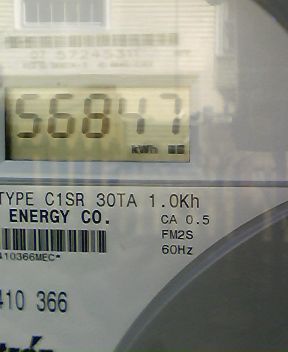 56847
kWh
TYPE C1SR 30TA 1.0Kh
ENERGY CO.
CA 0.5
FM2S
60Hz
410366MEC*
410 366